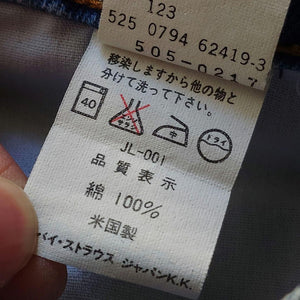 123
525 0794 62419-3
505-0217
移染しますから他の物と
分けて洗って下さい。
40
中
ドライ
JL-001
品質表示
綿 100%
米国製
バイ・ストラウス ジャパンK.K.